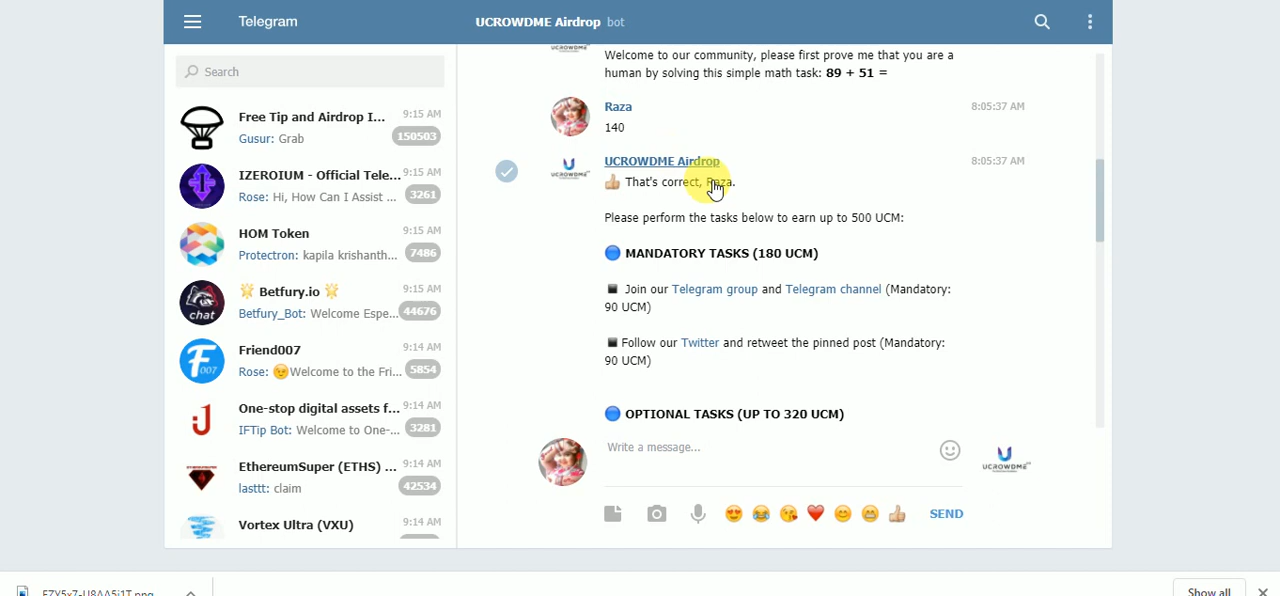 Telegram
UCROWDME Airdrop bot
Search
Free Tip and Airdrop I... 9:15 AM
Gusur: Grab 150503
IZEROIUM - Official Tele... 9:15 AM
Rose: Hi, How Can I Assist ... 3261
HOM Token 9:15 AM
Protectron: kapila krishanth... 7486
🌟 Betfury.io 🌟 9:15 AM
chat
Betfury_Bot: Welcome Espe... 44676
Friend007 9:14 AM
F007
Rose: 😉Welcome to the Fri... 5854
One-stop digital assets f... 9:14 AM
IFTip Bot: Welcome to One-... 3281
EthereumSuper (ETHS) ... 9:14 AM
lasttt: claim 42534
Vortex Ultra (VXU) 9:14 AM
Welcome to our community, please first prove me that you are a
human by solving this simple math task: 89 + 51 =
Raza 8:05:37 AM
140
UCROWDME Airdrop 8:05:37 AM
UCROWDME
👍 That's correct, Raza.
Please perform the tasks below to earn up to 500 UCM:
🔵 MANDATORY TASKS (180 UCM)
◾ Join our Telegram group and Telegram channel (Mandatory:
90 UCM)
◾ Follow our Twitter and retweet the pinned post (Mandatory:
90 UCM)
🔵 OPTIONAL TASKS (UP TO 320 UCM)
Write a message...
UCROWDME
😍 😂 😘 ❤️ 😊 😁 👍 SEND
EZY5x7-U8AA5i1T.png
Show all